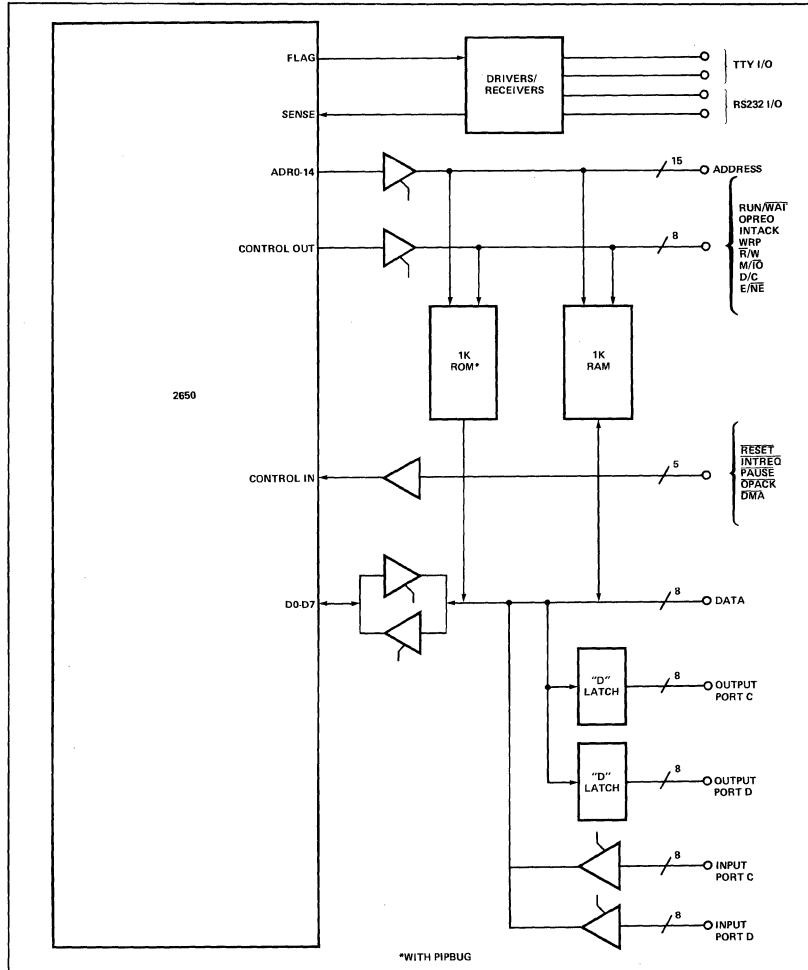 FLAG
DRIVERS/
RECEIVERS
TTY I/O
SENSE
RS232 I/O
ADR0-14
15
ADDRESS
CONTROL OUT
8
RUN/WAI
OPREO
INTACK
WRP
R/W
M/IO
D/C
E/NE
1K
ROM*
1K
RAM
2650
CONTROL IN
5
RESET
INTREQ
PAUSE
OPACK
DMA
D0-D7
8
DATA
"D"
LATCH
8
OUTPUT
PORT C
"D"
LATCH
8
OUTPUT
PORT D
8
INPUT
PORT C
8
INPUT
PORT D
*WITH PIPBUG